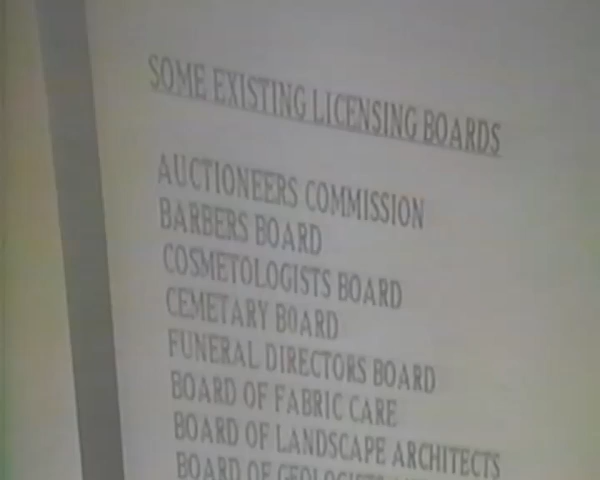 SOME EXISTING LICENSING BOARDS
AUCTIONEERS COMMISSION
BARBERS BOARD
COSMETOLOGISTS BOARD
CEMETARY BOARD
FUNERAL DIRECTORS BOARD
BOARD OF FABRIC CARE
BOARD OF LANDSCAPE ARCHITECTS
BOARD OF